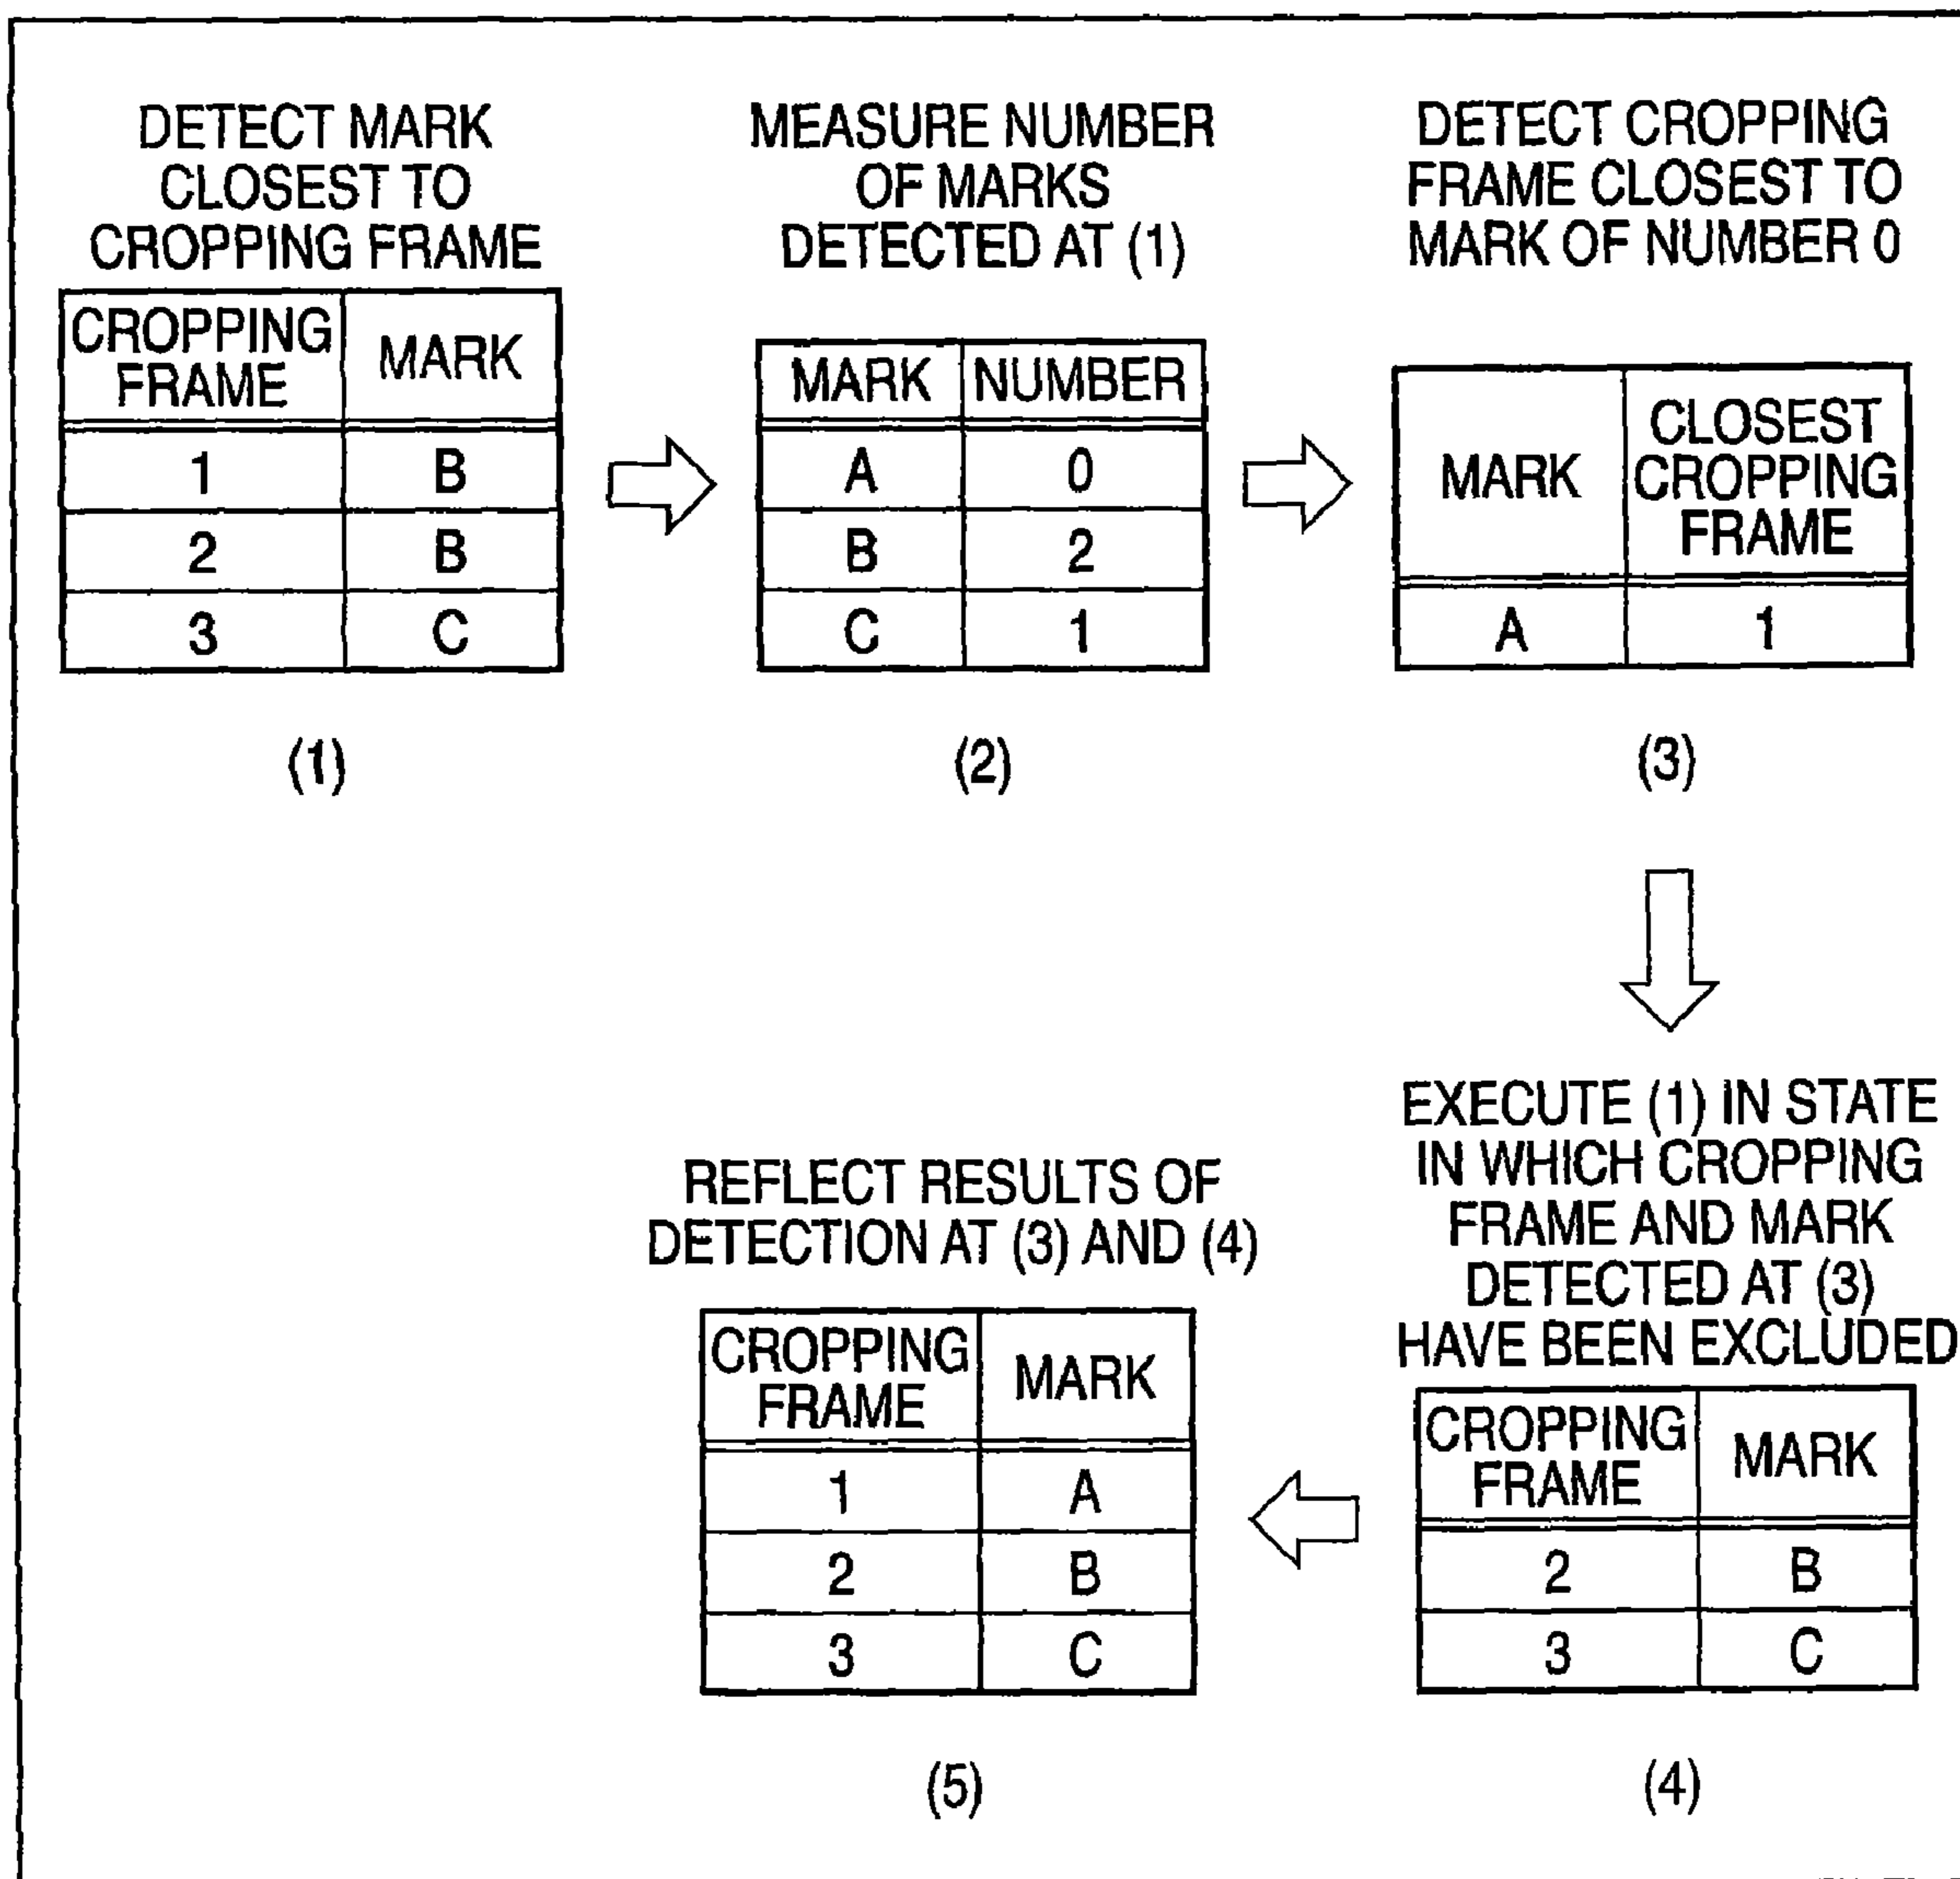 DETECT MARK
CLOSEST TO
CROPPING FRAME
CROPPING
FRAME
MARK
1 B
2 B
3 C
(1)
MEASURE NUMBER
OF MARKS
DETECTED AT (1)
MARK NUMBER
A 0
B 2
C 1
(2)
DETECT CROPPING
FRAME CLOSEST TO
MARK OF NUMBER 0
MARK
CLOSEST
CROPPING
FRAME
A 1
(3)
EXECUTE (1) IN STATE
IN WHICH CROPPING
FRAME AND MARK
DETECTED AT (3)
HAVE BEEN EXCLUDED
CROPPING
FRAME
MARK
2 B
3 C
(4)
REFLECT RESULTS OF
DETECTION AT (3) AND (4)
CROPPING
FRAME
MARK
1 A
2 B
3 C
(5)